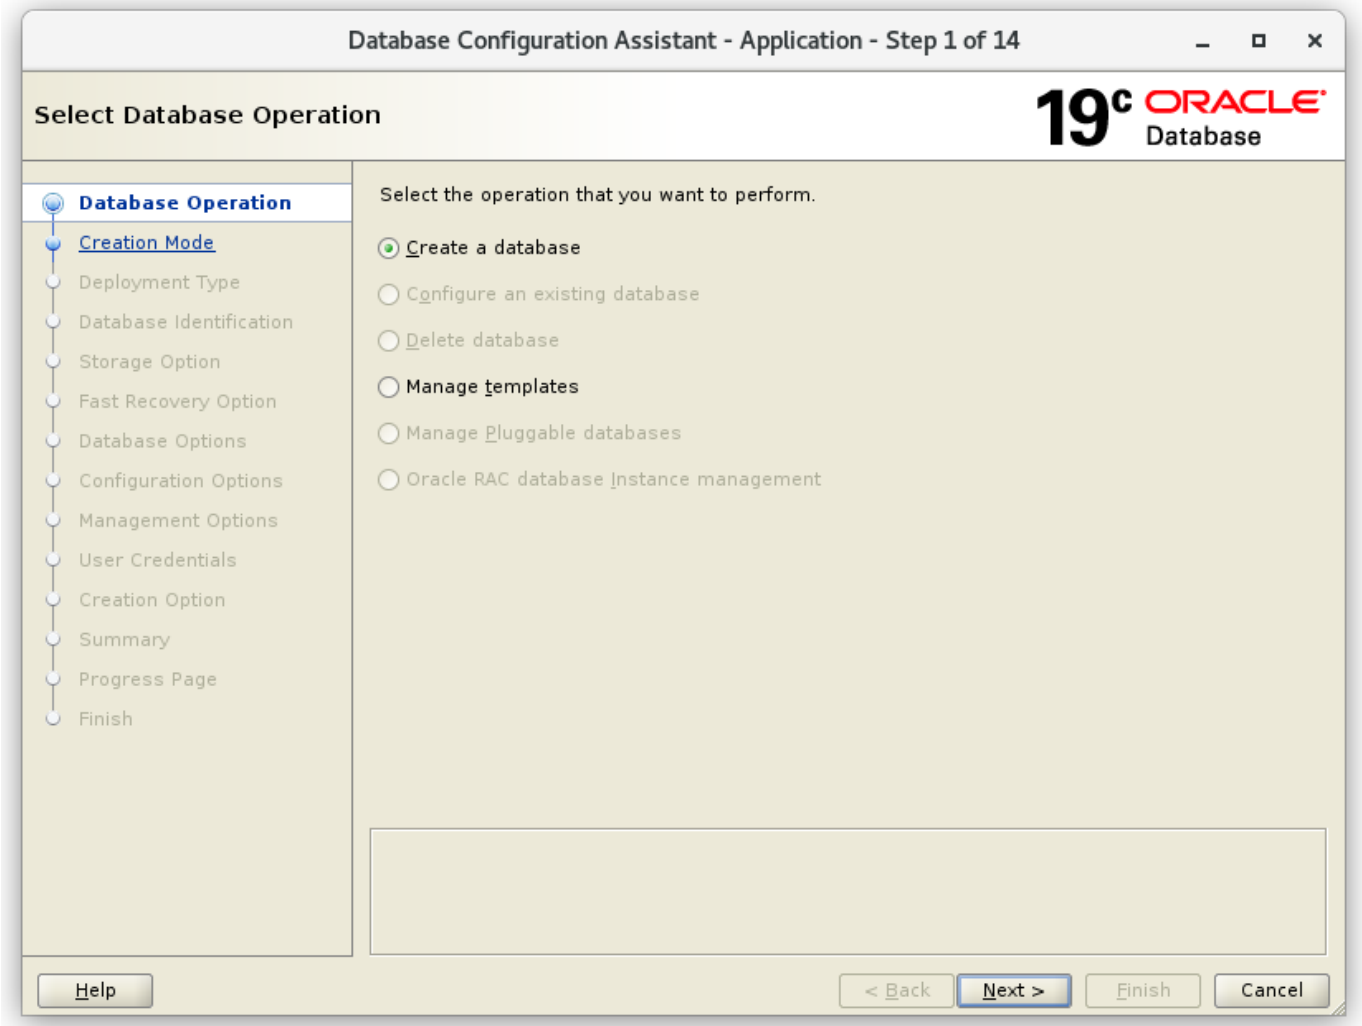 Database Configuration Assistant - Application - Step 1 of 14
Select Database Operation
19c ORACLE
Database
Database Operation
Creation Mode
Deployment Type
Database Identification
Storage Option
Fast Recovery Option
Database Options
Configuration Options
Management Options
User Credentials
Creation Option
Summary
Progress Page
Finish
Select the operation that you want to perform.
Create a database
Configure an existing database
Delete database
Manage templates
Manage Pluggable databases
Oracle RAC database Instance management
Help
< Back
Next >
Finish
Cancel